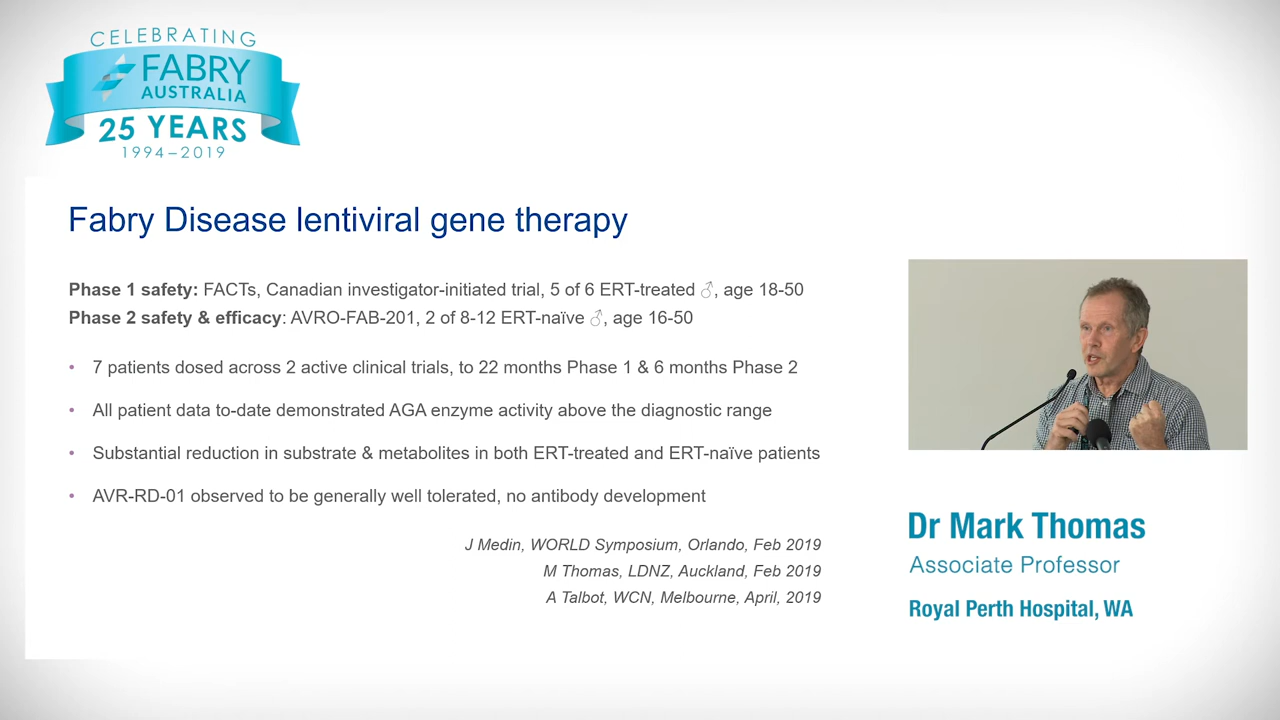 CELEBRATING
FABRY
AUSTRALIA
25 YEARS
1994–2019
Fabry Disease lentiviral gene therapy
Phase 1 safety: FACTs, Canadian investigator-initiated trial, 5 of 6 ERT-treated ♂, age 18-50
Phase 2 safety & efficacy: AVRO-FAB-201, 2 of 8-12 ERT-naïve ♂, age 16-50
• 7 patients dosed across 2 active clinical trials, to 22 months Phase 1 & 6 months Phase 2
• All patient data to-date demonstrated AGA enzyme activity above the diagnostic range
• Substantial reduction in substrate & metabolites in both ERT-treated and ERT-naïve patients
• AVR-RD-01 observed to be generally well tolerated, no antibody development
J Medin, WORLD Symposium, Orlando, Feb 2019
M Thomas, LDNZ, Auckland, Feb 2019
A Talbot, WCN, Melbourne, April, 2019
Dr Mark Thomas
Associate Professor
Royal Perth Hospital, WA